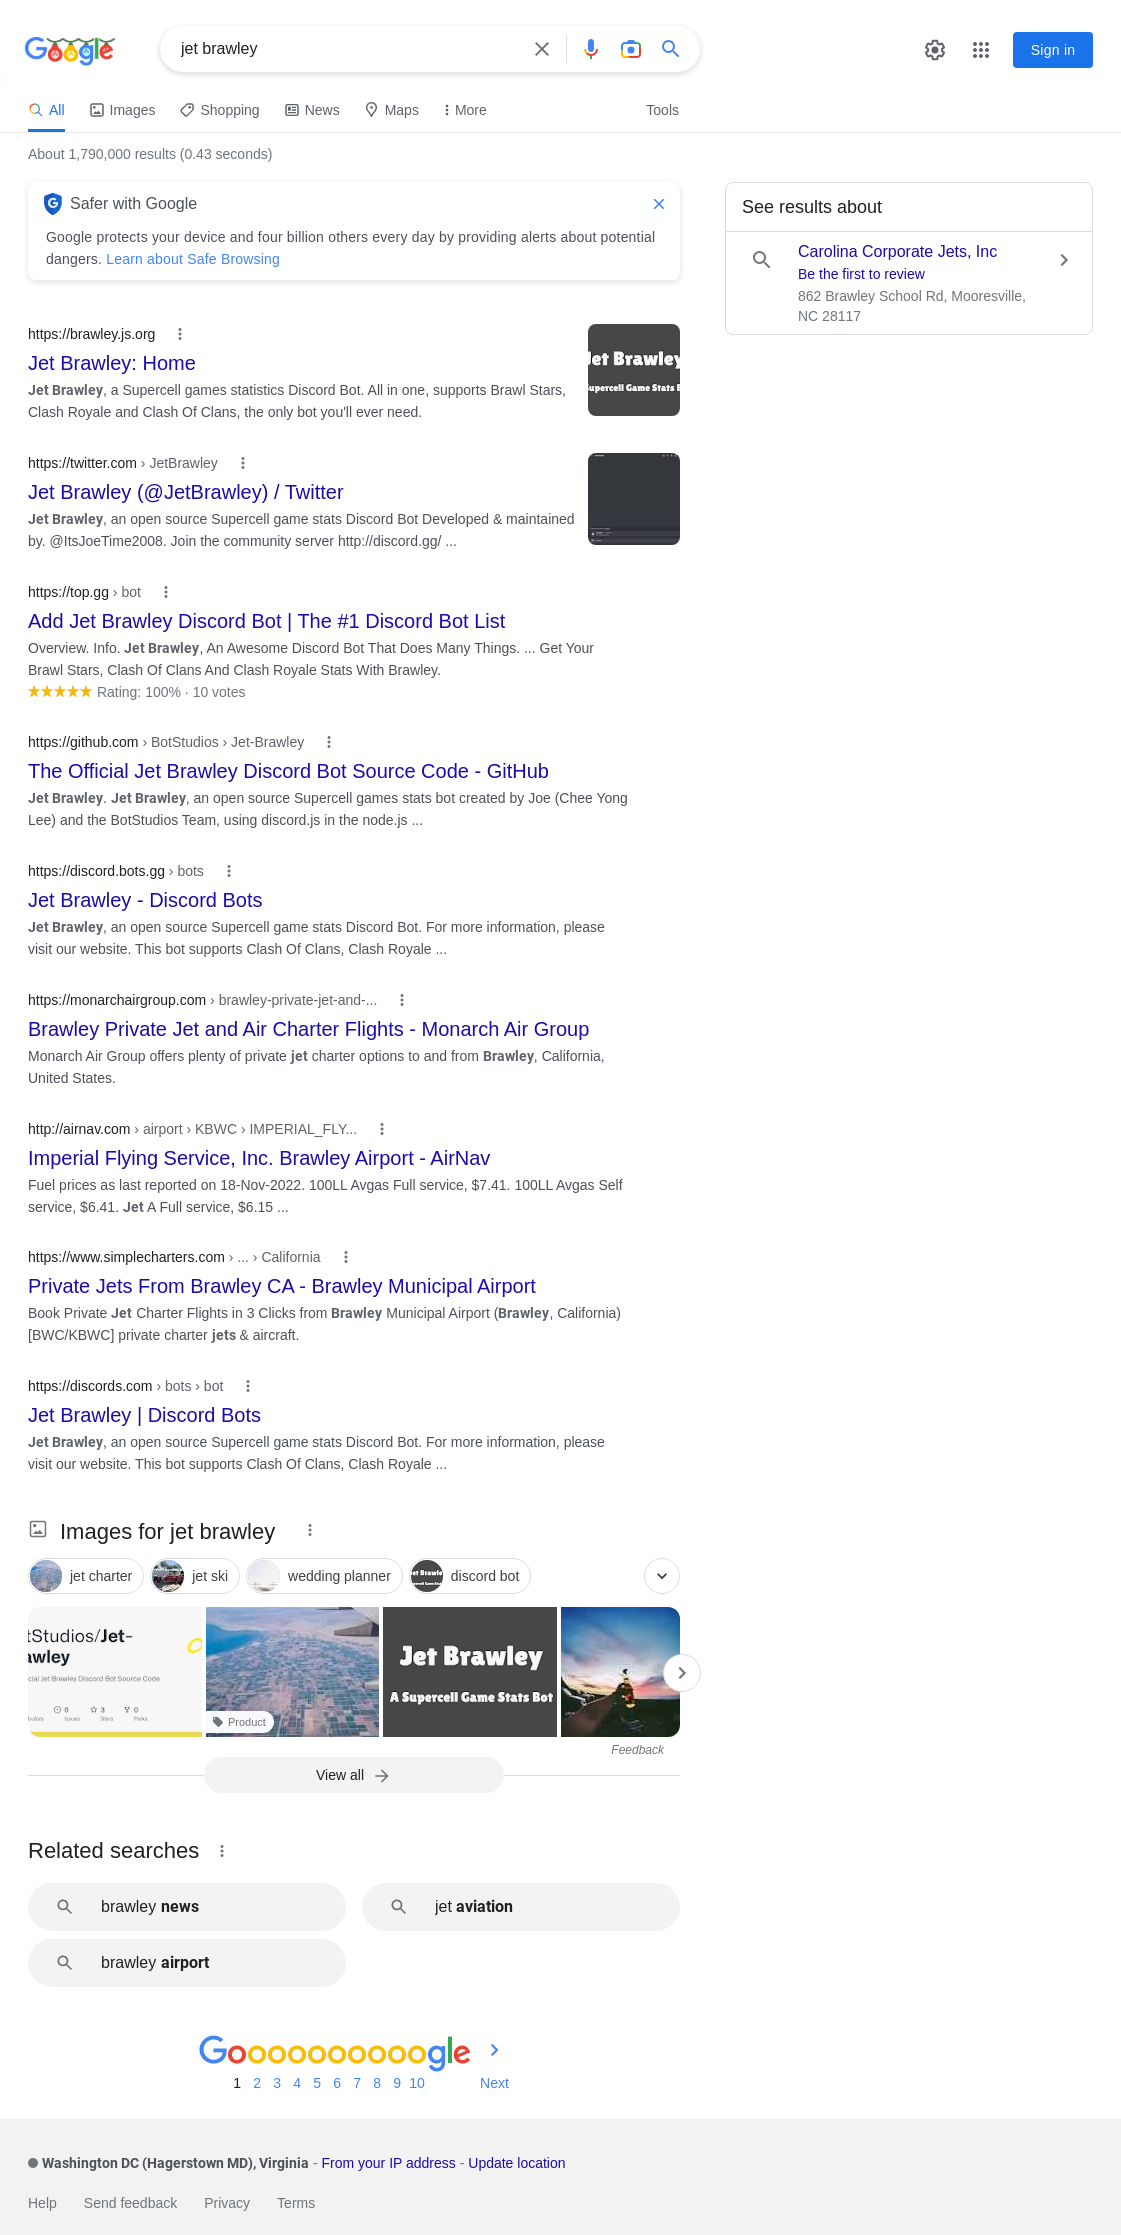 Google
jet brawley
Sign in
All
Images
Shopping
News
Maps
More
Tools
About 1,790,000 results (0.43 seconds)
Safer with Google
Google protects your device and four billion others every day by providing alerts about potential
dangers. Learn about Safe Browsing
See results about
Carolina Corporate Jets, Inc
Be the first to review
862 Brawley School Rd, Mooresville,
NC 28117
https://brawley.js.org
Jet Brawley: Home
Jet Brawley, a Supercell games statistics Discord Bot. All in one, supports Brawl Stars,
Clash Royale and Clash Of Clans, the only bot you'll ever need.
Jet Brawley
Supercell Game Stats B
https://twitter.com › JetBrawley
Jet Brawley (@JetBrawley) / Twitter
Jet Brawley, an open source Supercell game stats Discord Bot Developed & maintained
by. @ItsJoeTime2008. Join the community server http://discord.gg/ ...
https://top.gg › bot
Add Jet Brawley Discord Bot | The #1 Discord Bot List
Overview. Info. Jet Brawley, An Awesome Discord Bot That Does Many Things. ... Get Your
Brawl Stars, Clash Of Clans And Clash Royale Stats With Brawley.
Rating: 100% · 10 votes
https://github.com › BotStudios › Jet-Brawley
The Official Jet Brawley Discord Bot Source Code - GitHub
Jet Brawley. Jet Brawley, an open source Supercell games stats bot created by Joe (Chee Yong
Lee) and the BotStudios Team, using discord.js in the node.js ...
https://discord.bots.gg › bots
Jet Brawley - Discord Bots
Jet Brawley, an open source Supercell game stats Discord Bot. For more information, please
visit our website. This bot supports Clash Of Clans, Clash Royale ...
https://monarchairgroup.com › brawley-private-jet-and-...
Brawley Private Jet and Air Charter Flights - Monarch Air Group
Monarch Air Group offers plenty of private jet charter options to and from Brawley, California,
United States.
http://airnav.com › airport › KBWC › IMPERIAL_FLY...
Imperial Flying Service, Inc. Brawley Airport - AirNav
Fuel prices as last reported on 18-Nov-2022. 100LL Avgas Full service, $7.41. 100LL Avgas Self
service, $6.41. Jet A Full service, $6.15 ...
https://www.simplecharters.com › ... › California
Private Jets From Brawley CA - Brawley Municipal Airport
Book Private Jet Charter Flights in 3 Clicks from Brawley Municipal Airport (Brawley, California)
[BWC/KBWC] private charter jets & aircraft.
https://discords.com › bots › bot
Jet Brawley | Discord Bots
Jet Brawley, an open source Supercell game stats Discord Bot. For more information, please
visit our website. This bot supports Clash Of Clans, Clash Royale ...
Images for jet brawley
jet charter
jet ski
wedding planner
discord bot
tStudios/Jet-
awley
cial Jet Brawley Discord Bot Source Code
0
3
0
butors
Issues
Stars
Forks
Product
Jet Brawley
A Supercell Game Stats Bot
Feedback
View all
Related searches
brawley news
jet aviation
brawley airport
Goooooooooogle
1 2 3 4 5 6 7 8 9 10
Next
Washington DC (Hagerstown MD), Virginia - From your IP address - Update location
Help
Send feedback
Privacy
Terms